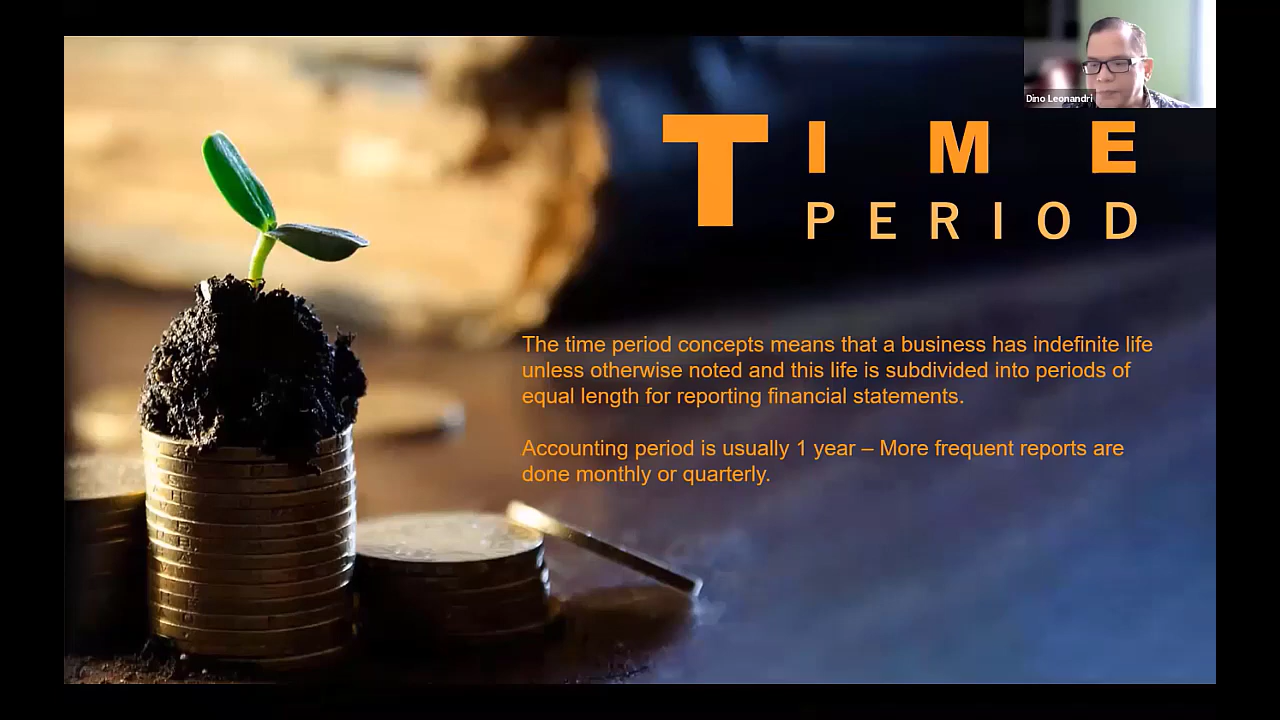 Dino Leonandri
TIME
PERIOD
The time period concepts means that a business has indefinite life
unless otherwise noted and this life is subdivided into periods of
equal length for reporting financial statements.
Accounting period is usually 1 year – More frequent reports are
done monthly or quarterly.